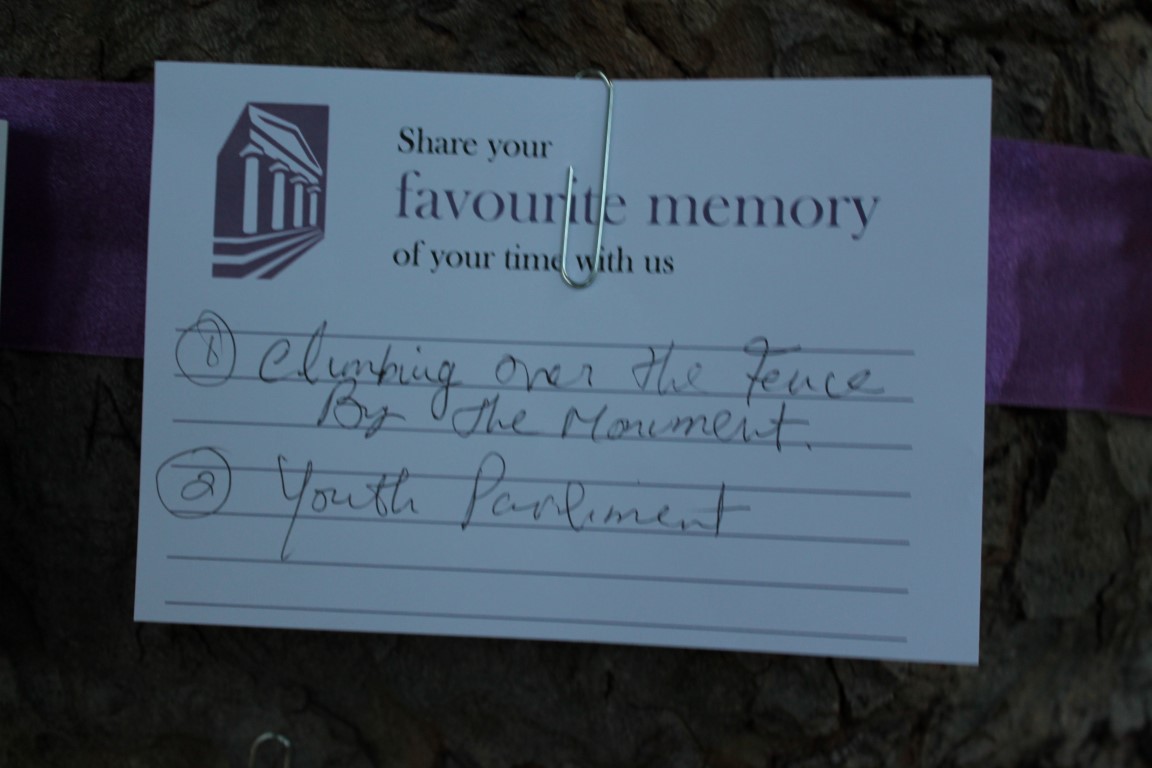 Share your
favourite memory
of your time with us
① Climbing over the Fence
By the Monument.
② Youth Parliment